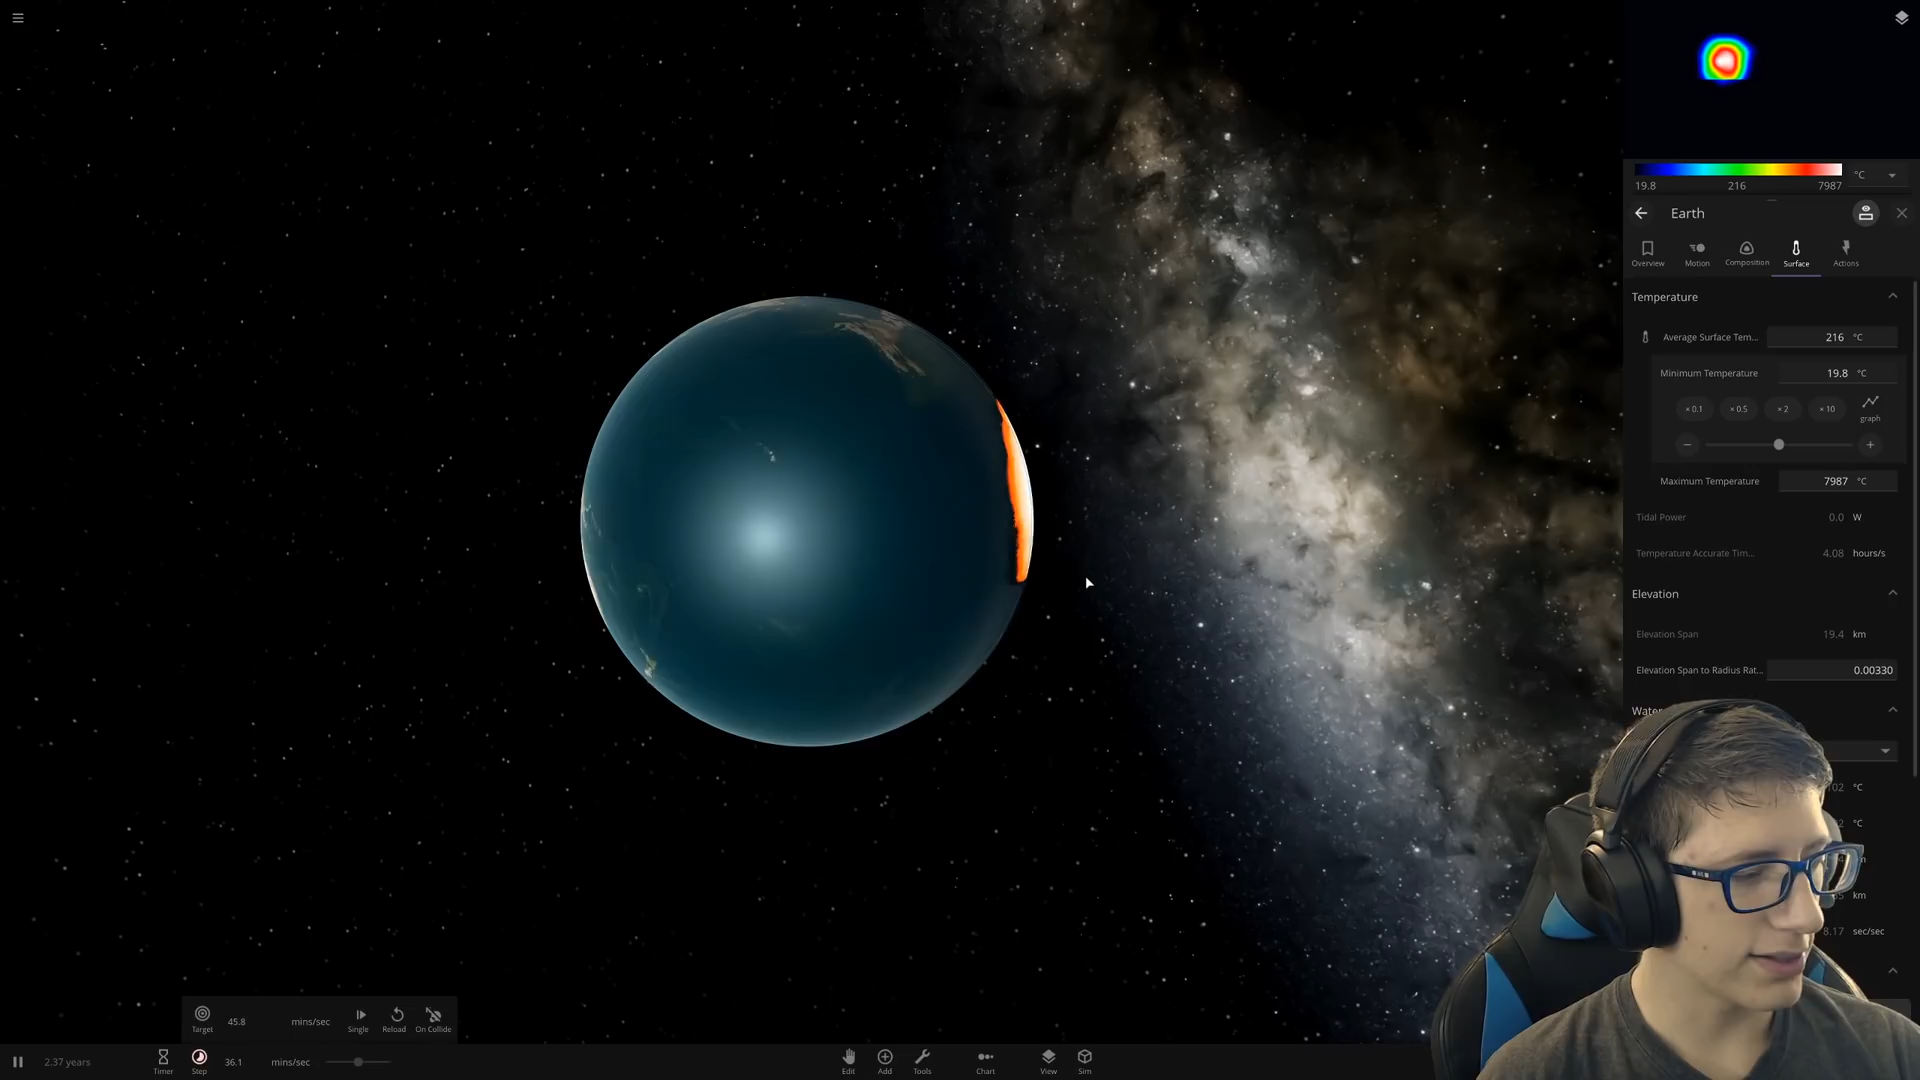 °C
19.8 216 7987
Earth
Overview Motion Composition Surface Actions
Temperature
Average Surface Tem... 216 °C
Minimum Temperature 19.8 °C
× 0.1 × 0.5 × 2 × 10 graph
Maximum Temperature 7987 °C
Tidal Power 0.0 W
Temperature Accurate Tim... 4.08 hours/s
Elevation
Elevation Span 19.4 km
Elevation Span to Radius Rat... 0.00330
Water
°C
°C
km
8.17 sec/sec
Target 45.8 mins/sec Single Reload On Collide
2.37 years Timer Step 36.1 mins/sec Edit Add Tools Chart View Sim